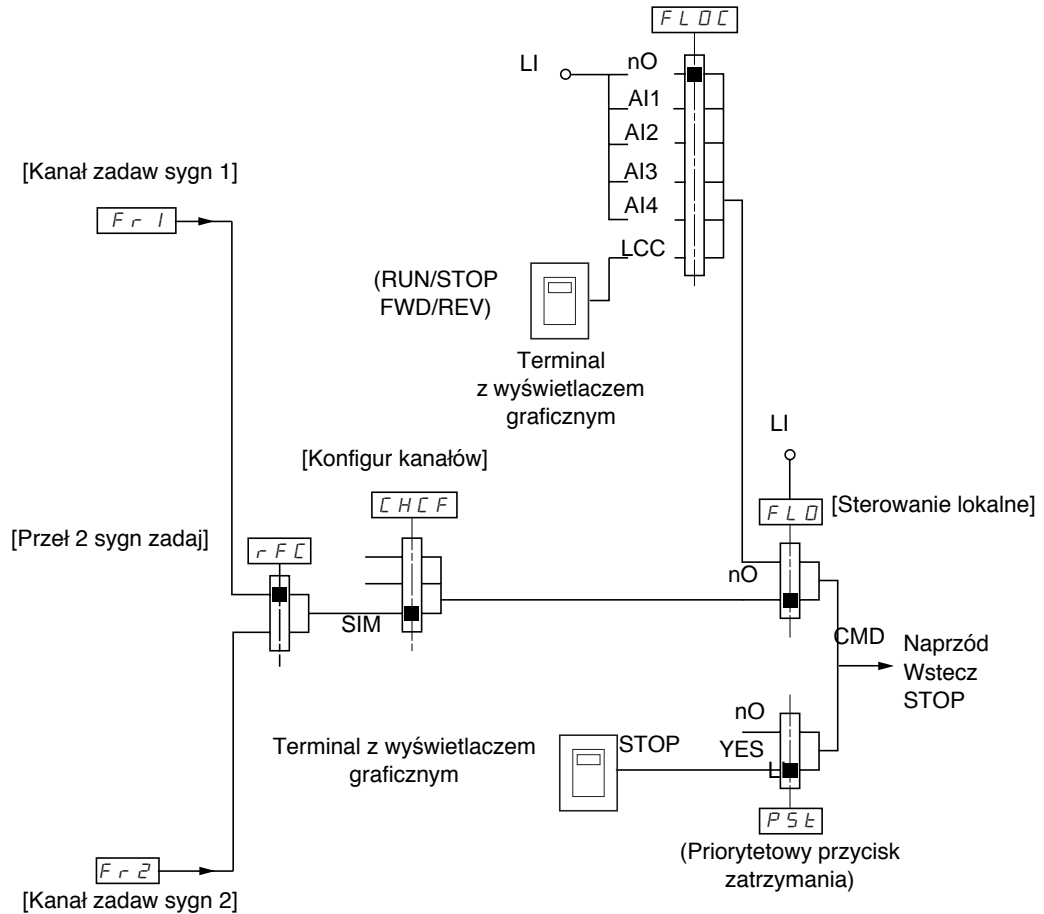 FLOC
LI
nO
AI1
AI2
AI3
AI4
LCC
[Kanał zadaw sygn 1]
Fr1
(RUN/STOP
FWD/REV)
Terminal
z wyświetlaczem
graficznym
LI
[Konfigur kanałów]
CHCF
FLO
[Sterowanie lokalne]
[Przeł 2 sygn zadaj]
rFC
nO
SIM
CMD
Naprzód
Wstecz
STOP
nO
Terminal z wyświetlaczem
graficznym
STOP
YES
LI
PSt
(Priorytetowy przycisk
zatrzymania)
Fr2
[Kanał zadaw sygn 2]